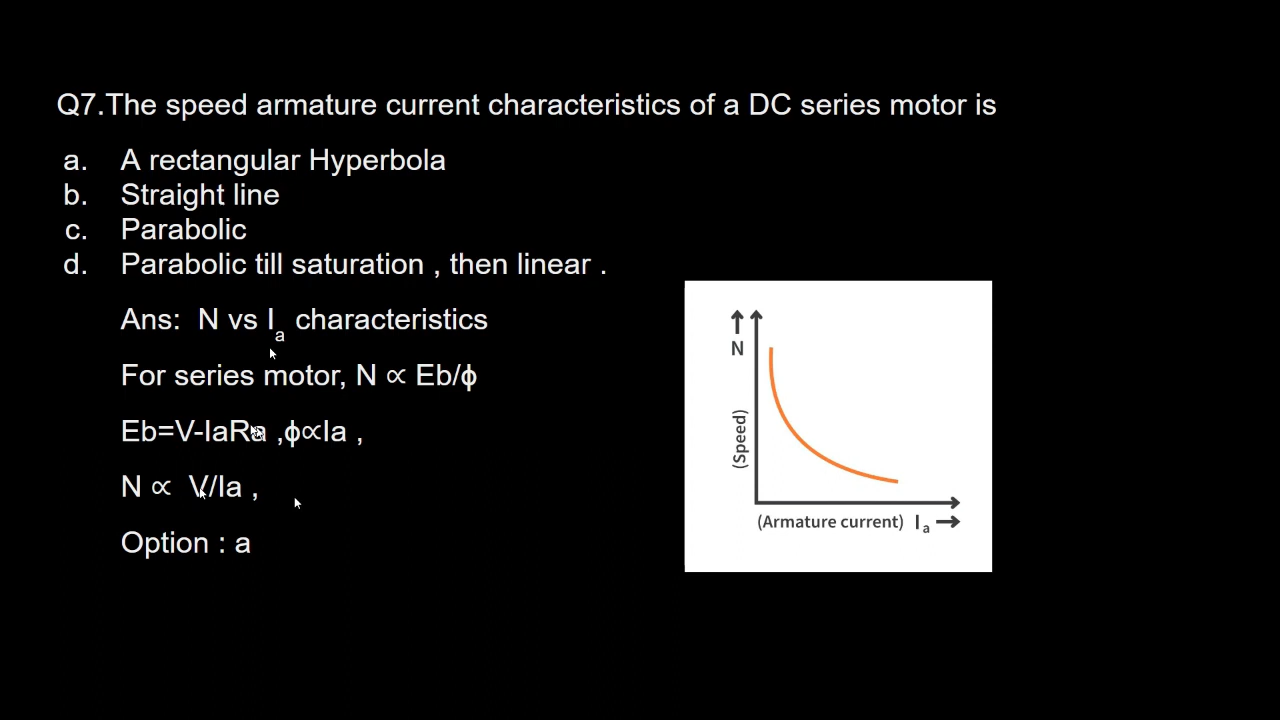 Q7.The speed armature current characteristics of a DC series motor is
a. A rectangular Hyperbola
b. Straight line
c. Parabolic
d. Parabolic till saturation , then linear .
Ans: N vs Ia characteristics
For series motor, N ∝ Eb/ϕ
Eb=V-IaRa ,ϕ∝Ia ,
N ∝ V/Ia ,
Option : a
N
(Speed)
(Armature current) Ia